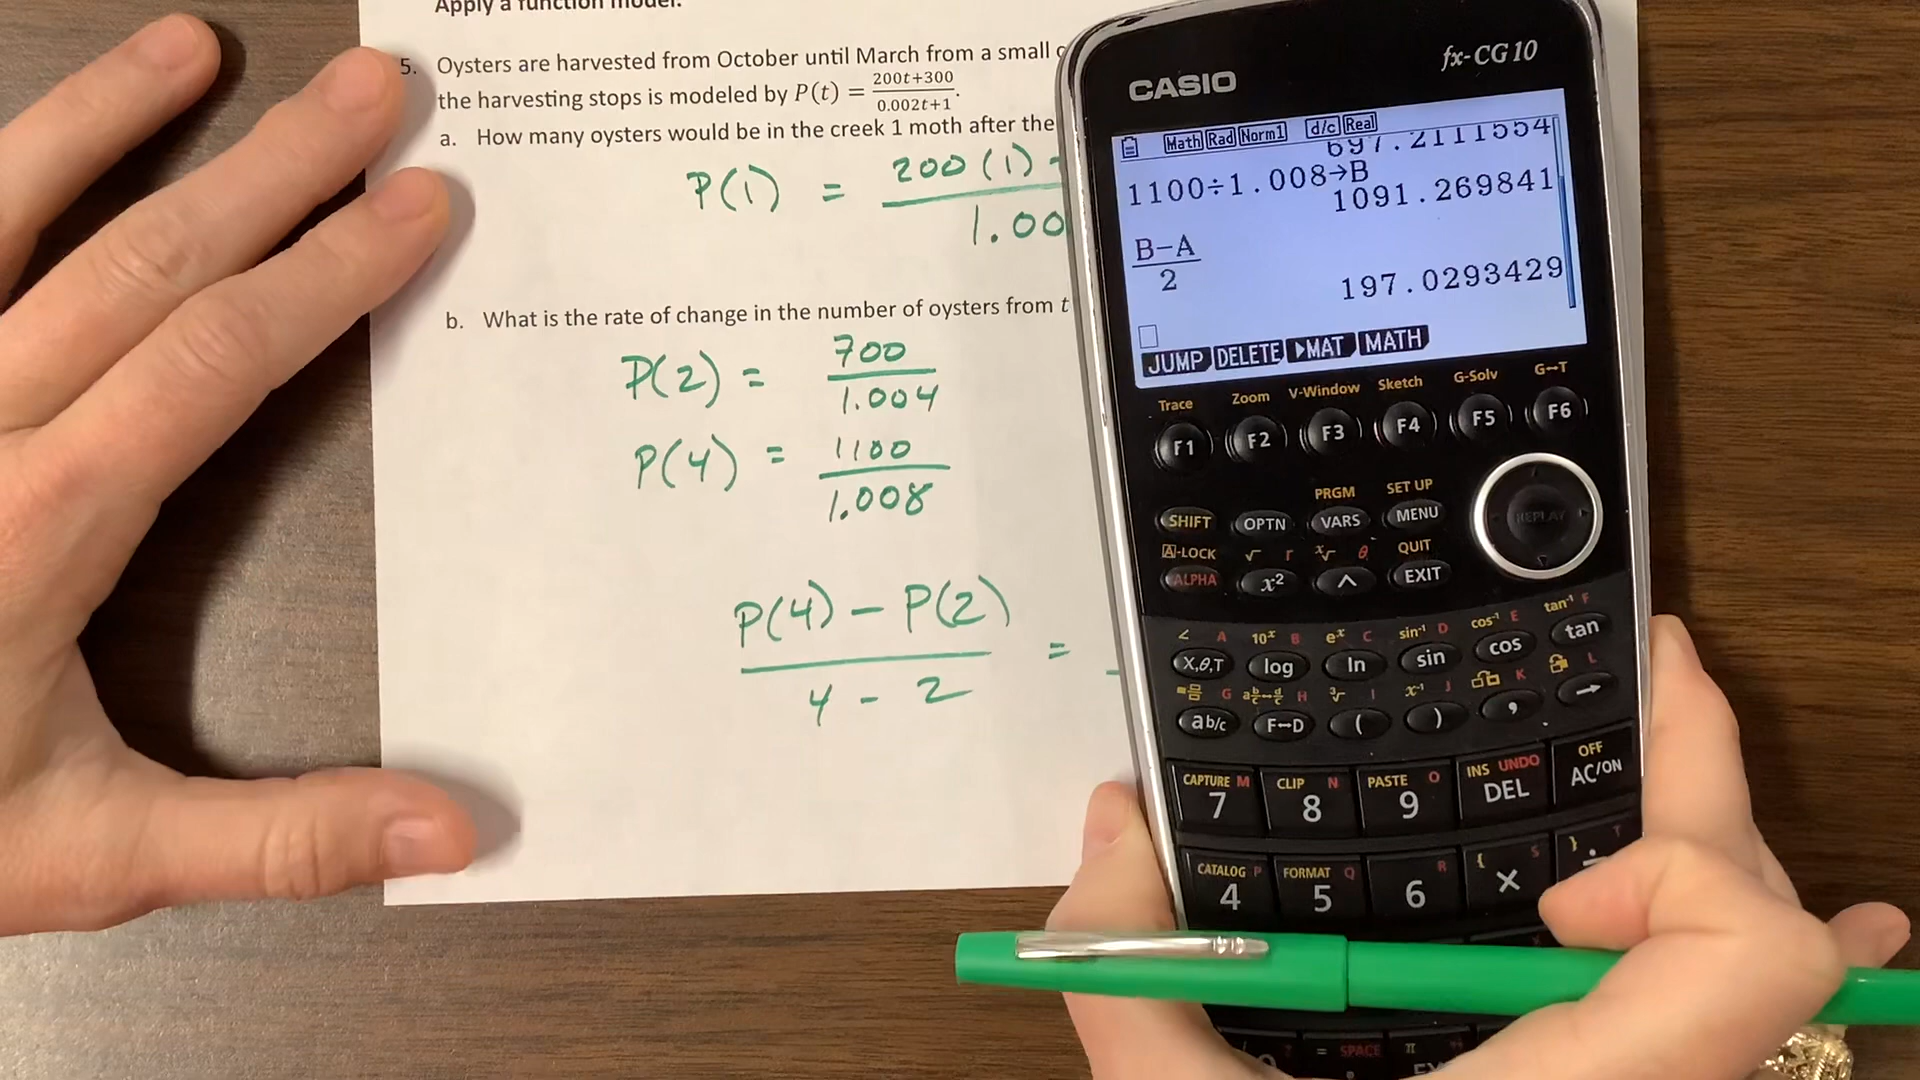 Apply a function model.
5. Oysters are harvested from October until March from a small
the harvesting stops is modeled by P(t) = 200t+300 / 0.002t+1.
a. How many oysters would be in the creek 1 moth after the
P(1) = 200(1) / 1.00
b. What is the rate of change in the number of oysters from t
P(2) = 700 / 1.004
P(4) = 1100 / 1.008
P(4) - P(2) / 4 - 2 =
CASIO fx-CG10
Math Rad Norm1 d/c Real
697.2111554
1100÷1.008→B
1091.269841
B-A / 2
197.0293429
JUMP DELETE ▶MAT MATH
Trace Zoom V-Window Sketch G-Solv G↔T
F1 F2 F3 F4 F5 F6
PRGM SET UP
SHIFT OPTN VARS MENU REPLAY
A-LOCK √ r ˣ√ θ QUIT
ALPHA x² ^ EXIT
∠ A 10ˣ B eˣ C sin⁻¹ D cos⁻¹ E tan⁻¹ F
X,θ,T log ln sin cos tan
G a b/c↔d/c H ³√ I x⁻¹ J K L
ab/c F↔D ( ) , →
CAPTURE M CLIP N PASTE O INS UNDO OFF
7 8 9 DEL AC/ON
CATALOG P FORMAT Q R { S } T
4 5 6 × ÷
= SPACE π